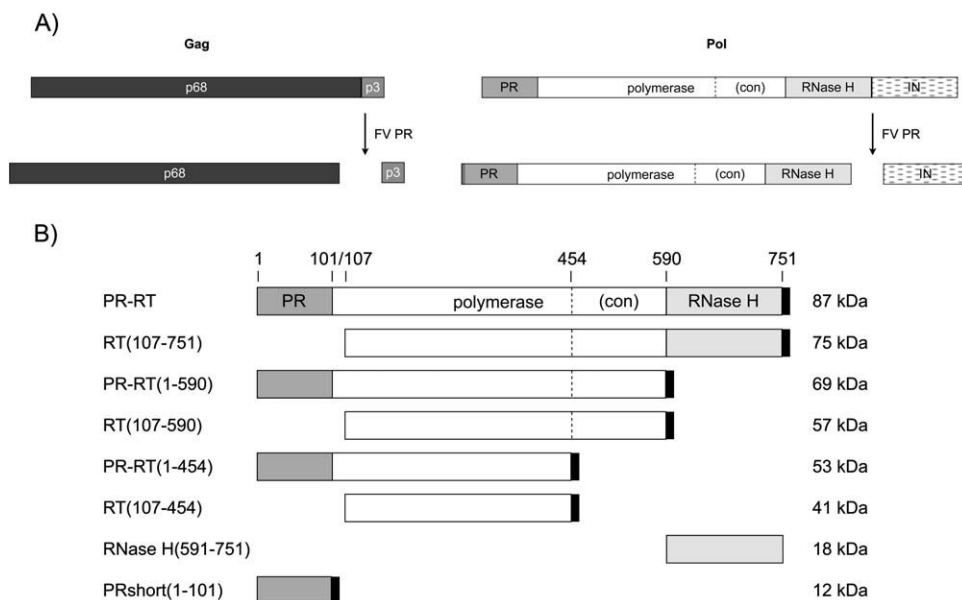 A)
Gag Pol
p68 p3 PR polymerase (con) RNase H IN
FV PR FV PR
p68 p3 PR polymerase (con) RNase H IN
B)
1 101/107 454 590 751
PR-RT PR polymerase (con) RNase H 87 kDa
RT(107-751) 75 kDa
PR-RT(1-590) 69 kDa
RT(107-590) 57 kDa
PR-RT(1-454) 53 kDa
RT(107-454) 41 kDa
RNase H(591-751) 18 kDa
PRshort(1-101) 12 kDa